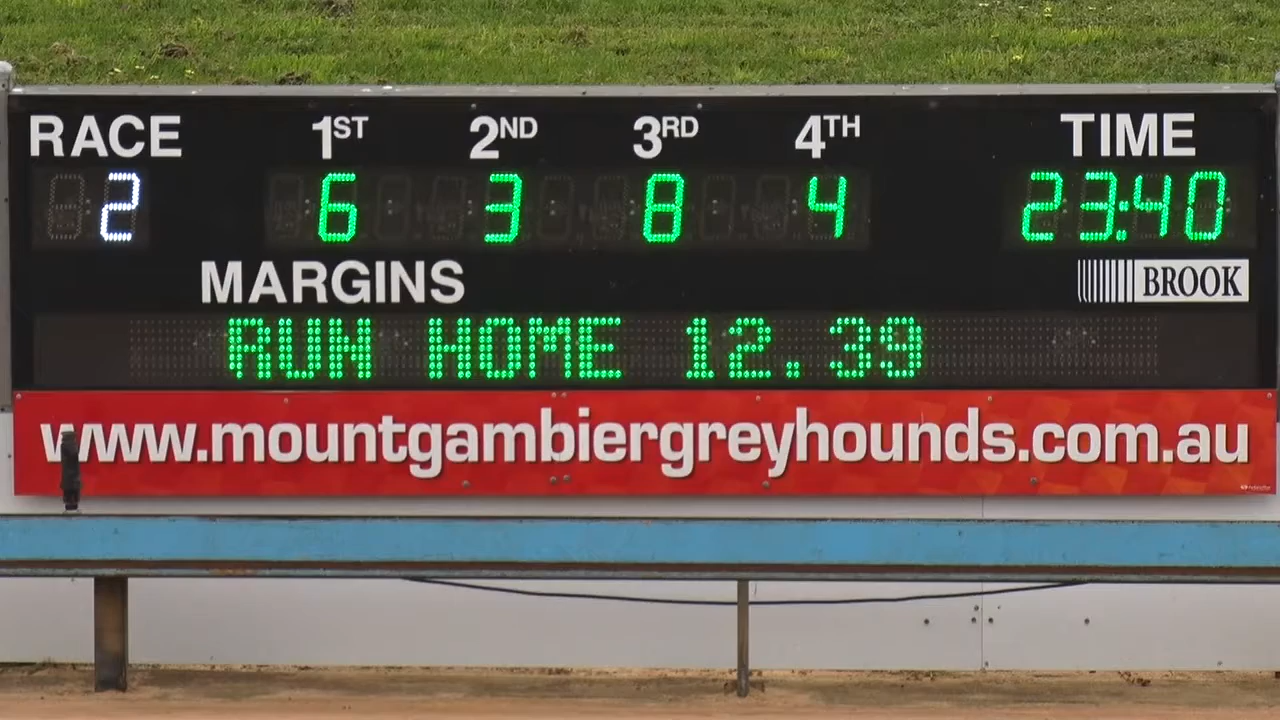 RACE 1ST 2ND 3RD 4TH TIME
2 6 3 8 4 23:40
MARGINS BROOK
RUN HOME 12.39
www.mountgambiergreyhounds.com.au